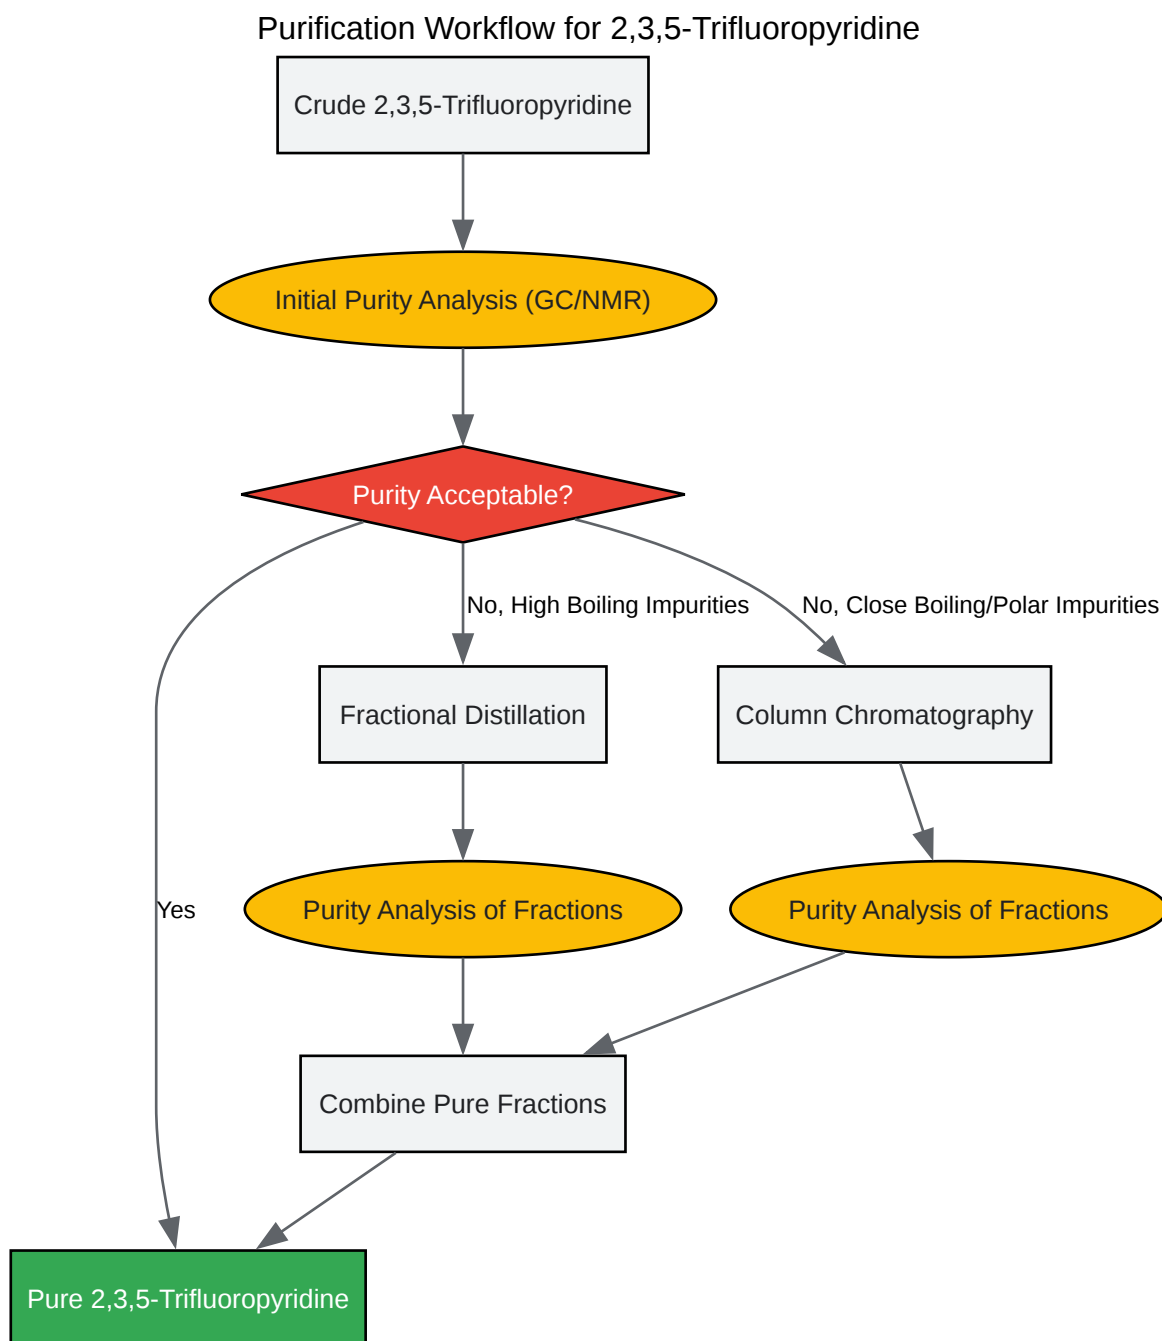 Purification Workflow for 2,3,5-Trifluoropyridine
Crude 2,3,5-Trifluoropyridine
Initial Purity Analysis (GC/NMR)
Purity Acceptable?
No, High Boiling Impurities
No, Close Boiling/Polar Impurities
Fractional Distillation
Column Chromatography
Yes
Purity Analysis of Fractions
Purity Analysis of Fractions
Combine Pure Fractions
Pure 2,3,5-Trifluoropyridine